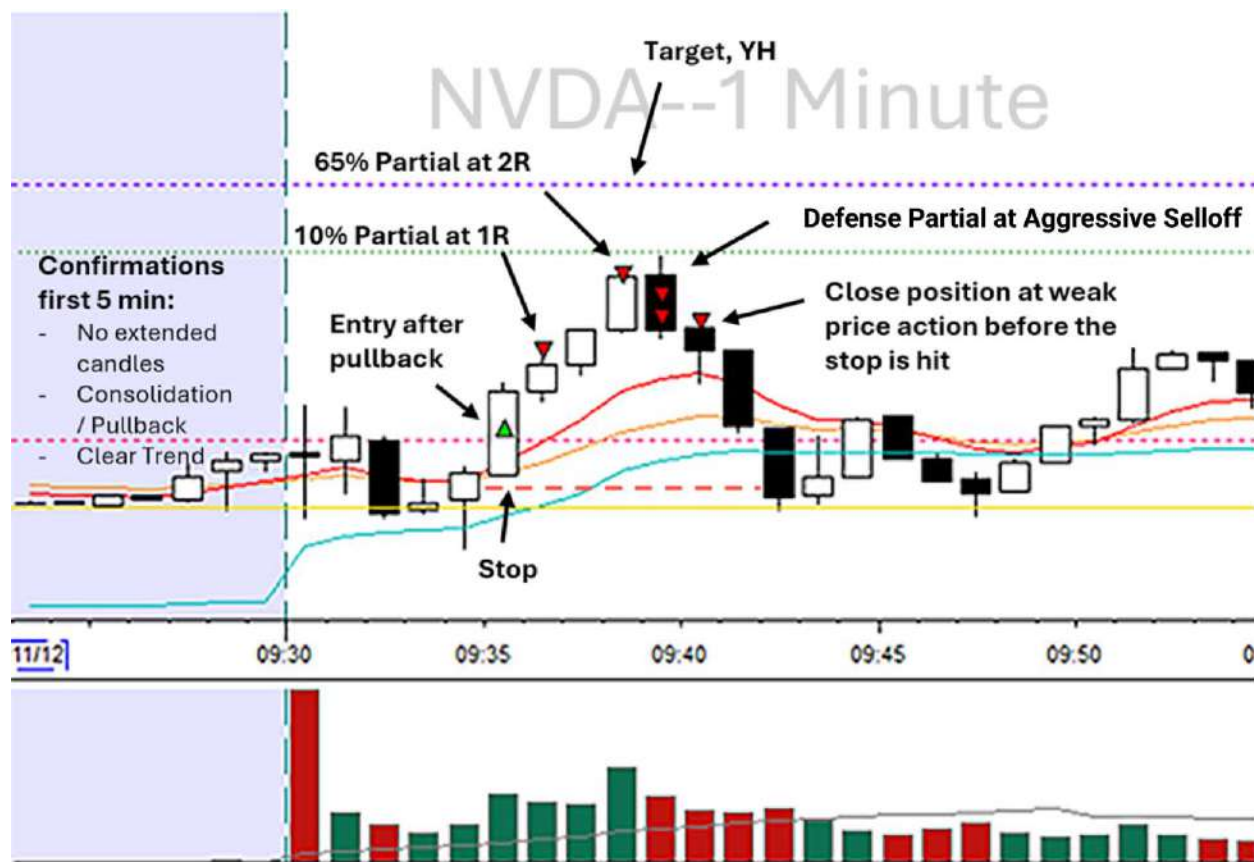 Target, YH
NVDA--1 Minute
65% Partial at 2R
Defense Partial at Aggressive Selloff
10% Partial at 1R
Confirmations
first 5 min:
- No extended
candles
- Consolidation
/ Pullback
- Clear Trend
Entry after
pullback
Close position at weak
price action before the
stop is hit
Stop
11/12 09:30 09:35 09:40 09:45 09:50 0